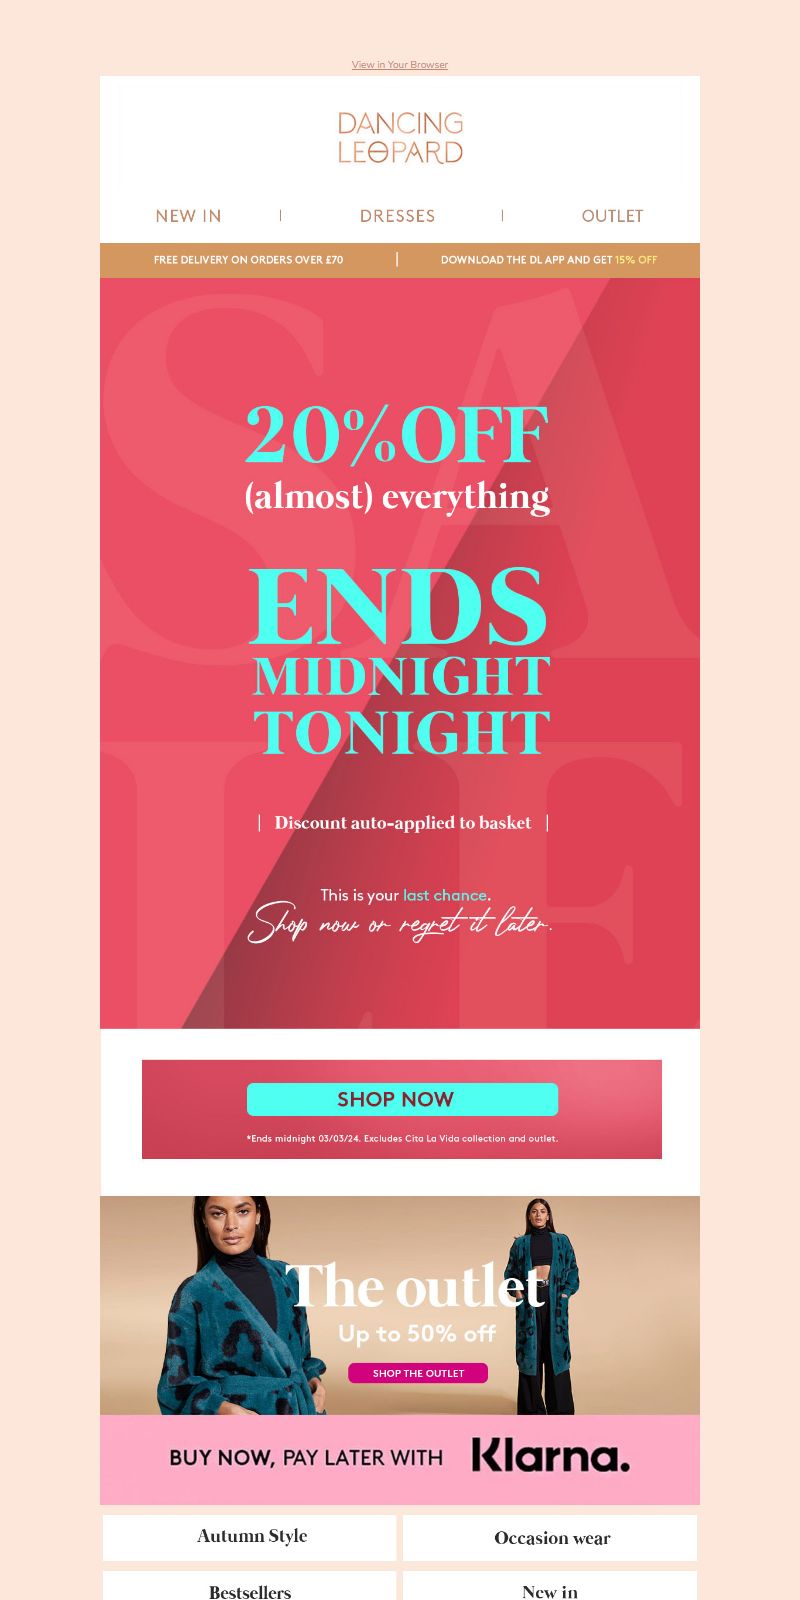 View in Your Browser
DANCING
LEOPARD
NEW IN | DRESSES | OUTLET
FREE DELIVERY ON ORDERS OVER £70 | DOWNLOAD THE DL APP AND GET 15% OFF
SALE
20%OFF
(almost) everything
ENDS
MIDNIGHT
TONIGHT
| Discount auto-applied to basket |
This is your last chance.
Shop now or regret it later.
SHOP NOW
*Ends midnight 03/03/24. Excludes Cita La Vida collection and outlet.
The outlet
Up to 50% off
SHOP THE OUTLET
BUY NOW, PAY LATER WITH Klarna.
Autumn Style
Occasion wear
Bestsellers
New in